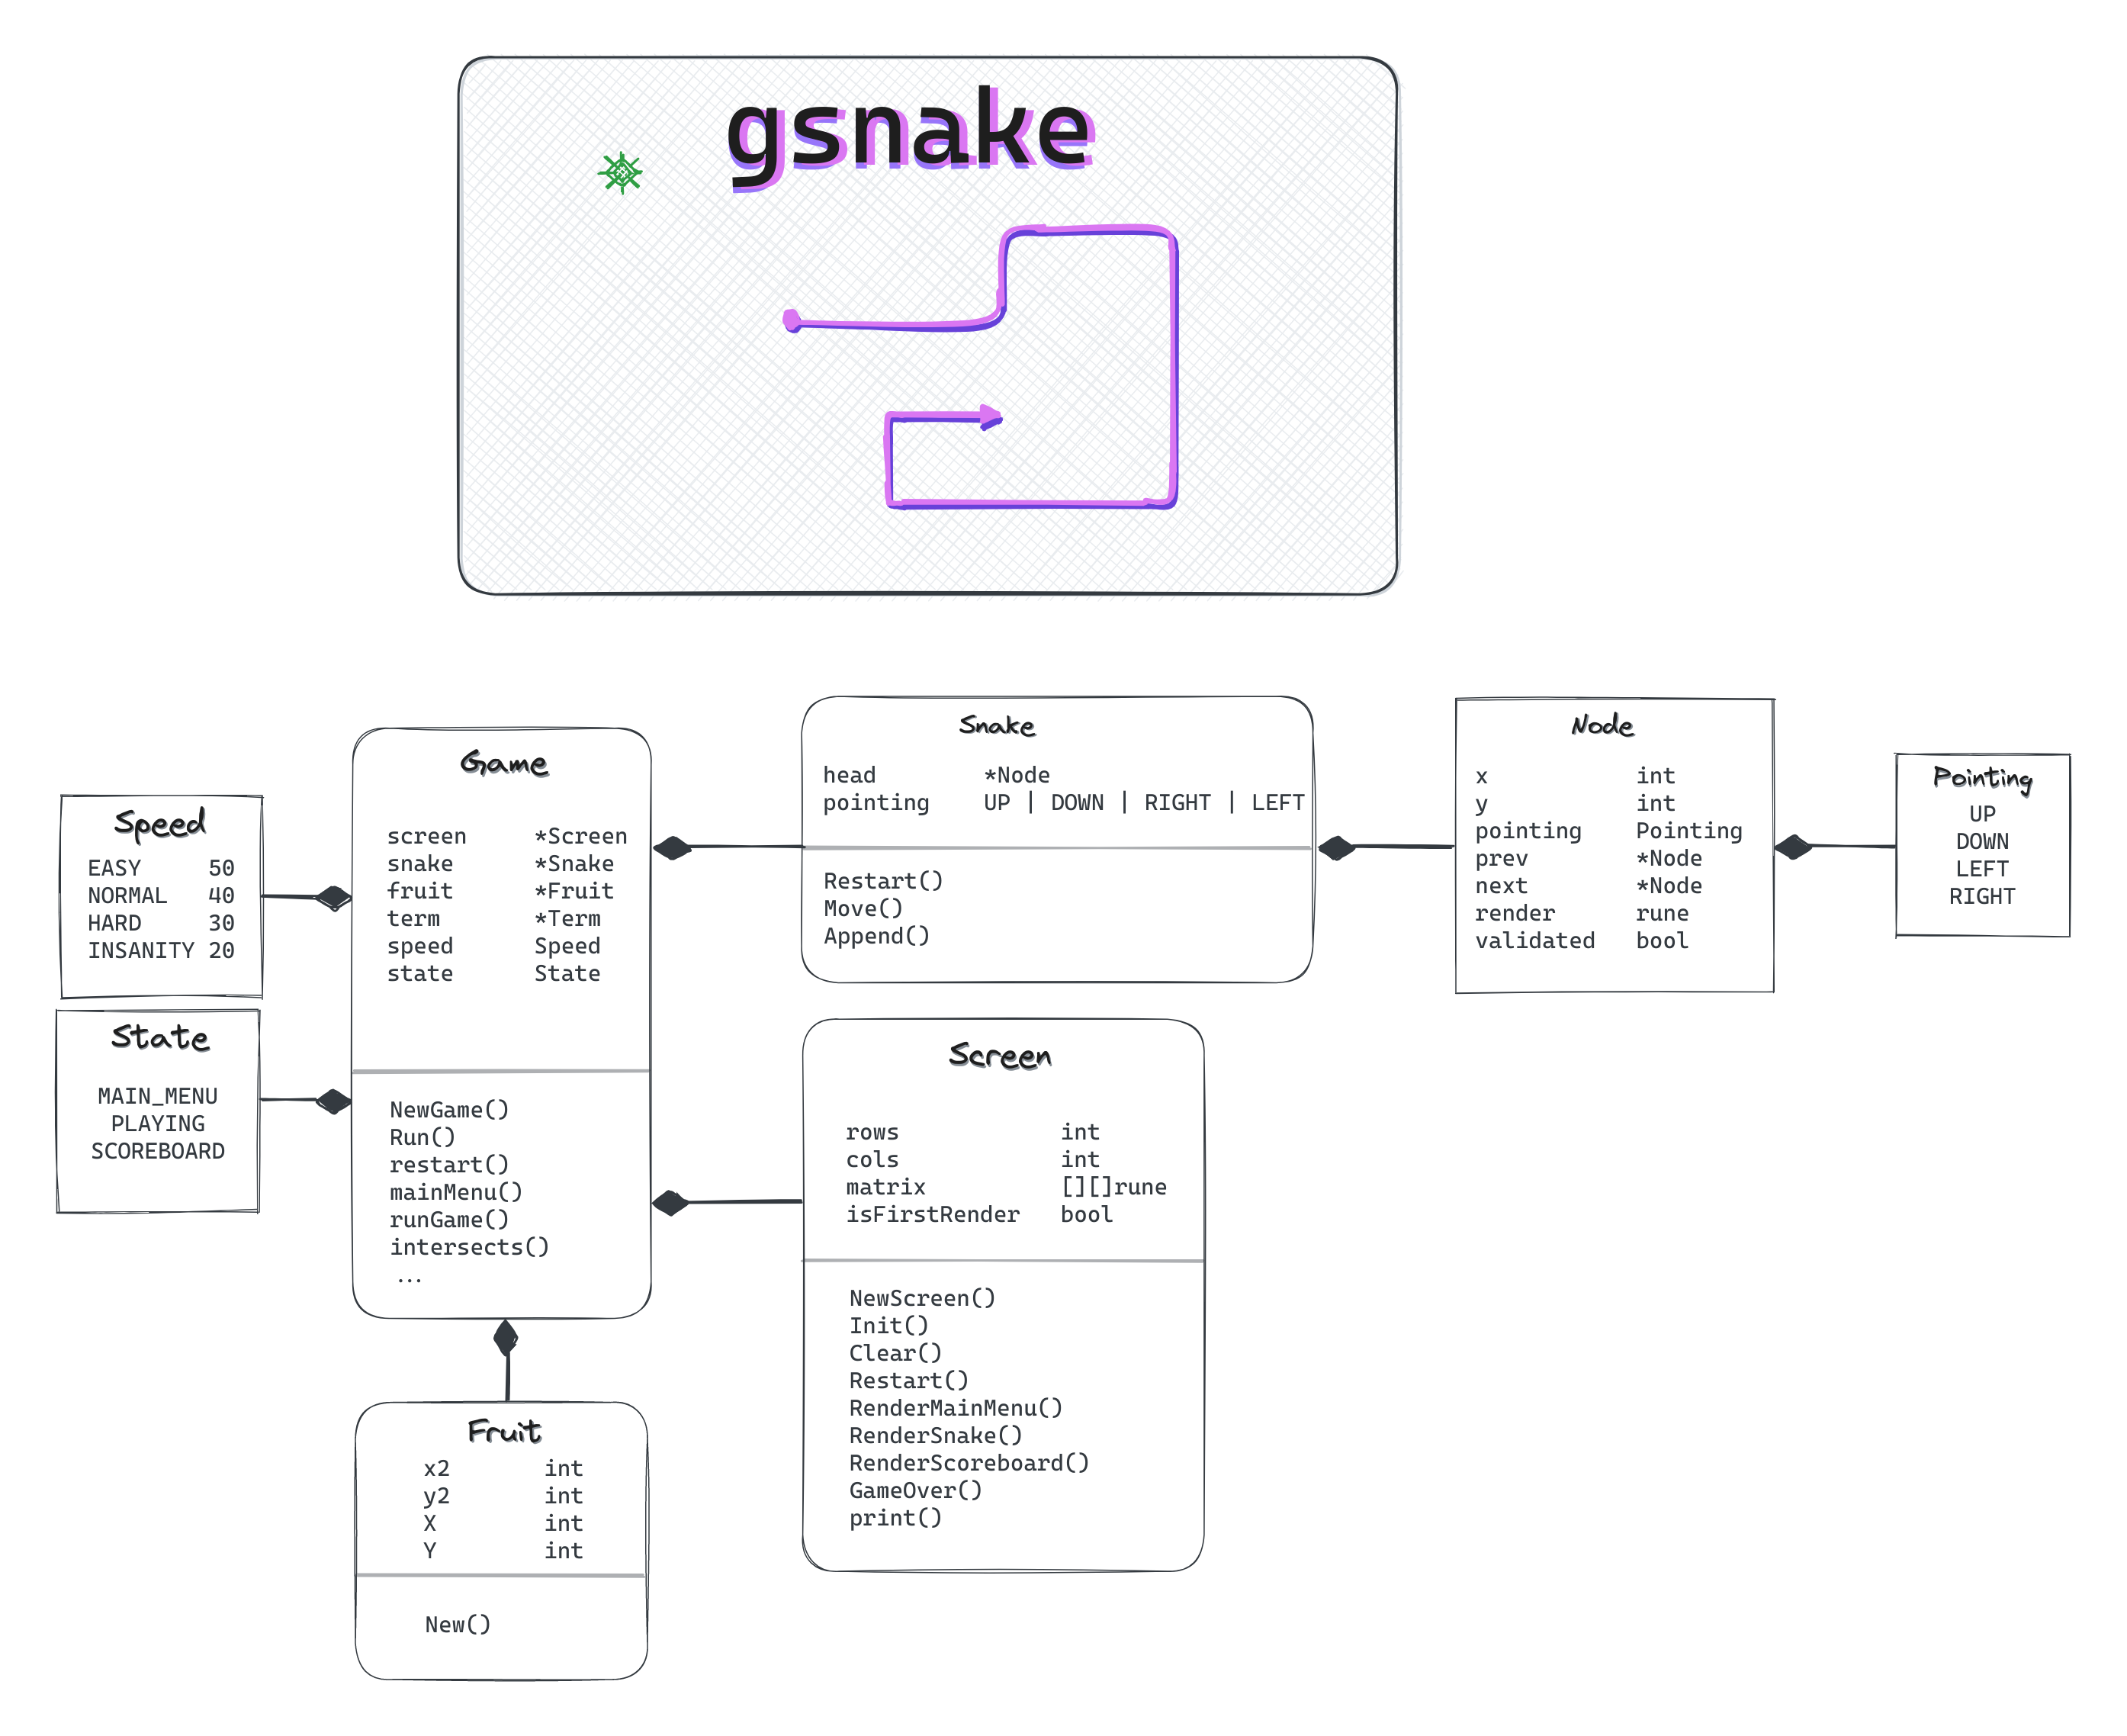 gsnake
Speed
EASY 50
NORMAL 40
HARD 30
INSANITY 20
State
MAIN_MENU
PLAYING
SCOREBOARD
Game
screen *Screen
snake *Snake
fruit *Fruit
term *Term
speed Speed
state State
NewGame()
Run()
restart()
mainMenu()
runGame()
intersects()
...
Fruit
x2 int
y2 int
X int
Y int
New()
Snake
head *Node
pointing UP | DOWN | RIGHT | LEFT
Restart()
Move()
Append()
Screen
rows int
cols int
matrix [][]rune
isFirstRender bool
NewScreen()
Init()
Clear()
Restart()
RenderMainMenu()
RenderSnake()
RenderScoreboard()
GameOver()
print()
Node
x int
y int
pointing Pointing
prev *Node
next *Node
render rune
validated bool
Pointing
UP
DOWN
LEFT
RIGHT